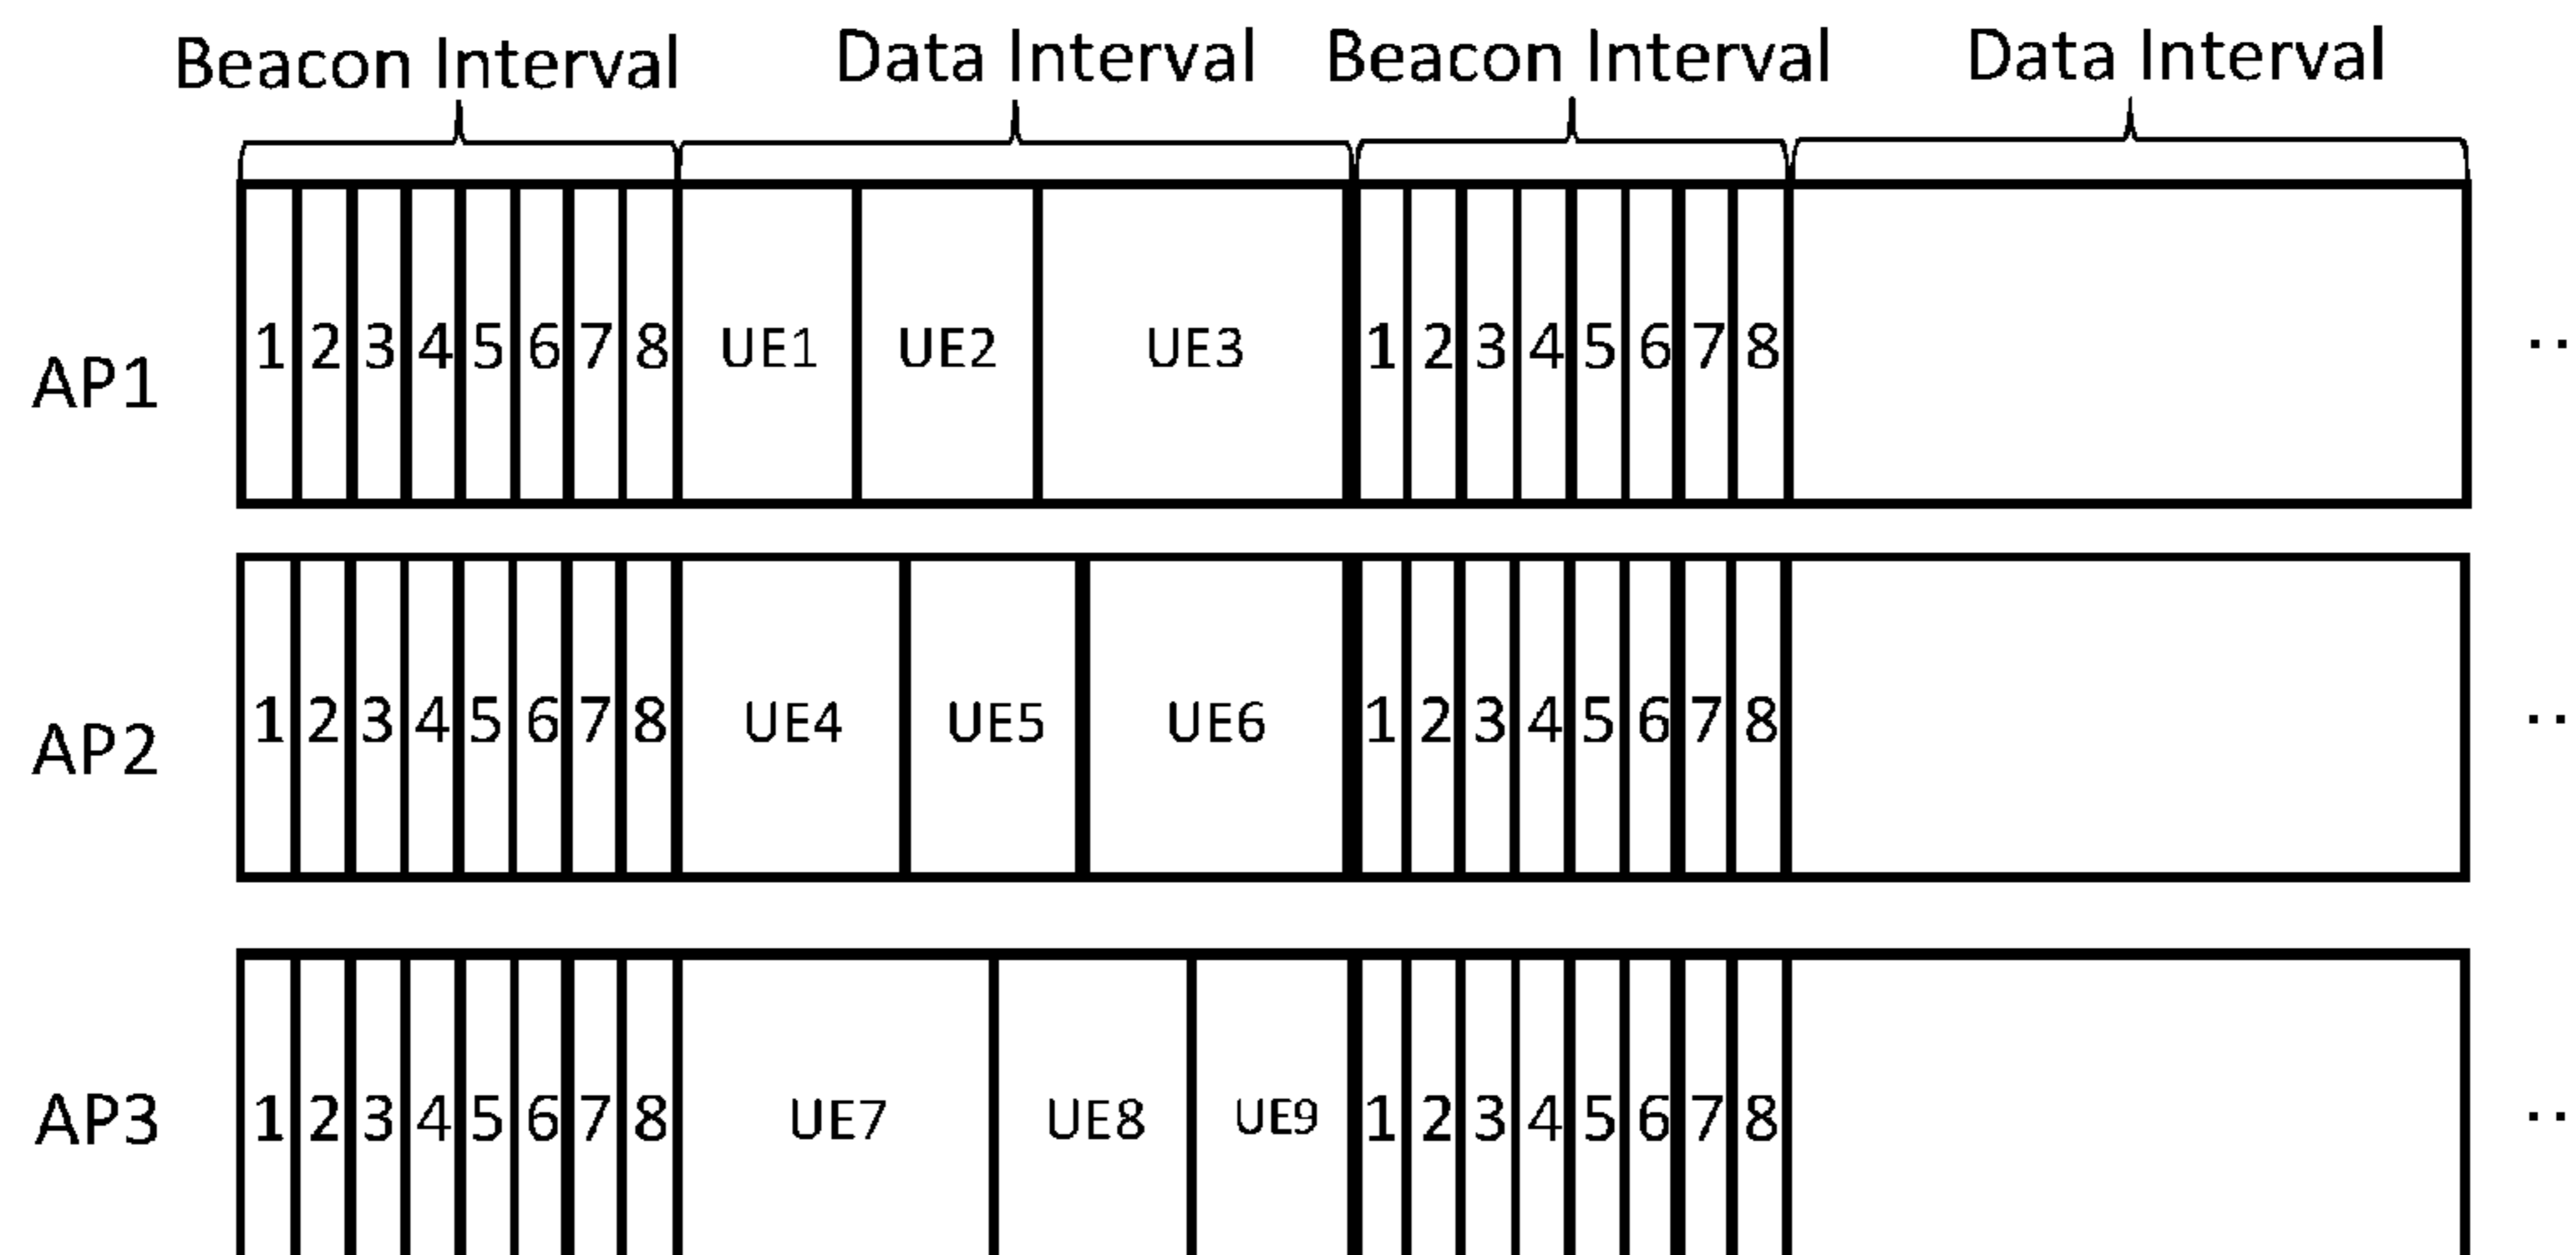 Beacon Interval Data Interval Beacon Interval Data Interval
AP1 1 2 3 4 5 6 7 8 UE1 UE2 UE3 1 2 3 4 5 6 7 8 ..
AP2 1 2 3 4 5 6 7 8 UE4 UE5 UE6 1 2 3 4 5 6 7 8 ..
AP3 1 2 3 4 5 6 7 8 UE7 UE8 UE9 1 2 3 4 5 6 7 8 ..